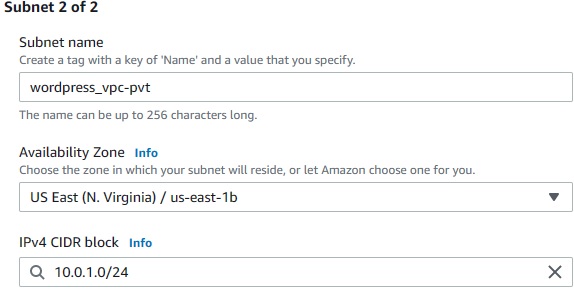 Subnet 2 of 2
Subnet name
Create a tag with a key of 'Name' and a value that you specify.
wordpress_vpc-pvt
The name can be up to 256 characters long.
Availability Zone Info
Choose the zone in which your subnet will reside, or let Amazon choose one for you.
US East (N. Virginia) / us-east-1b
IPv4 CIDR block Info
10.0.1.0/24